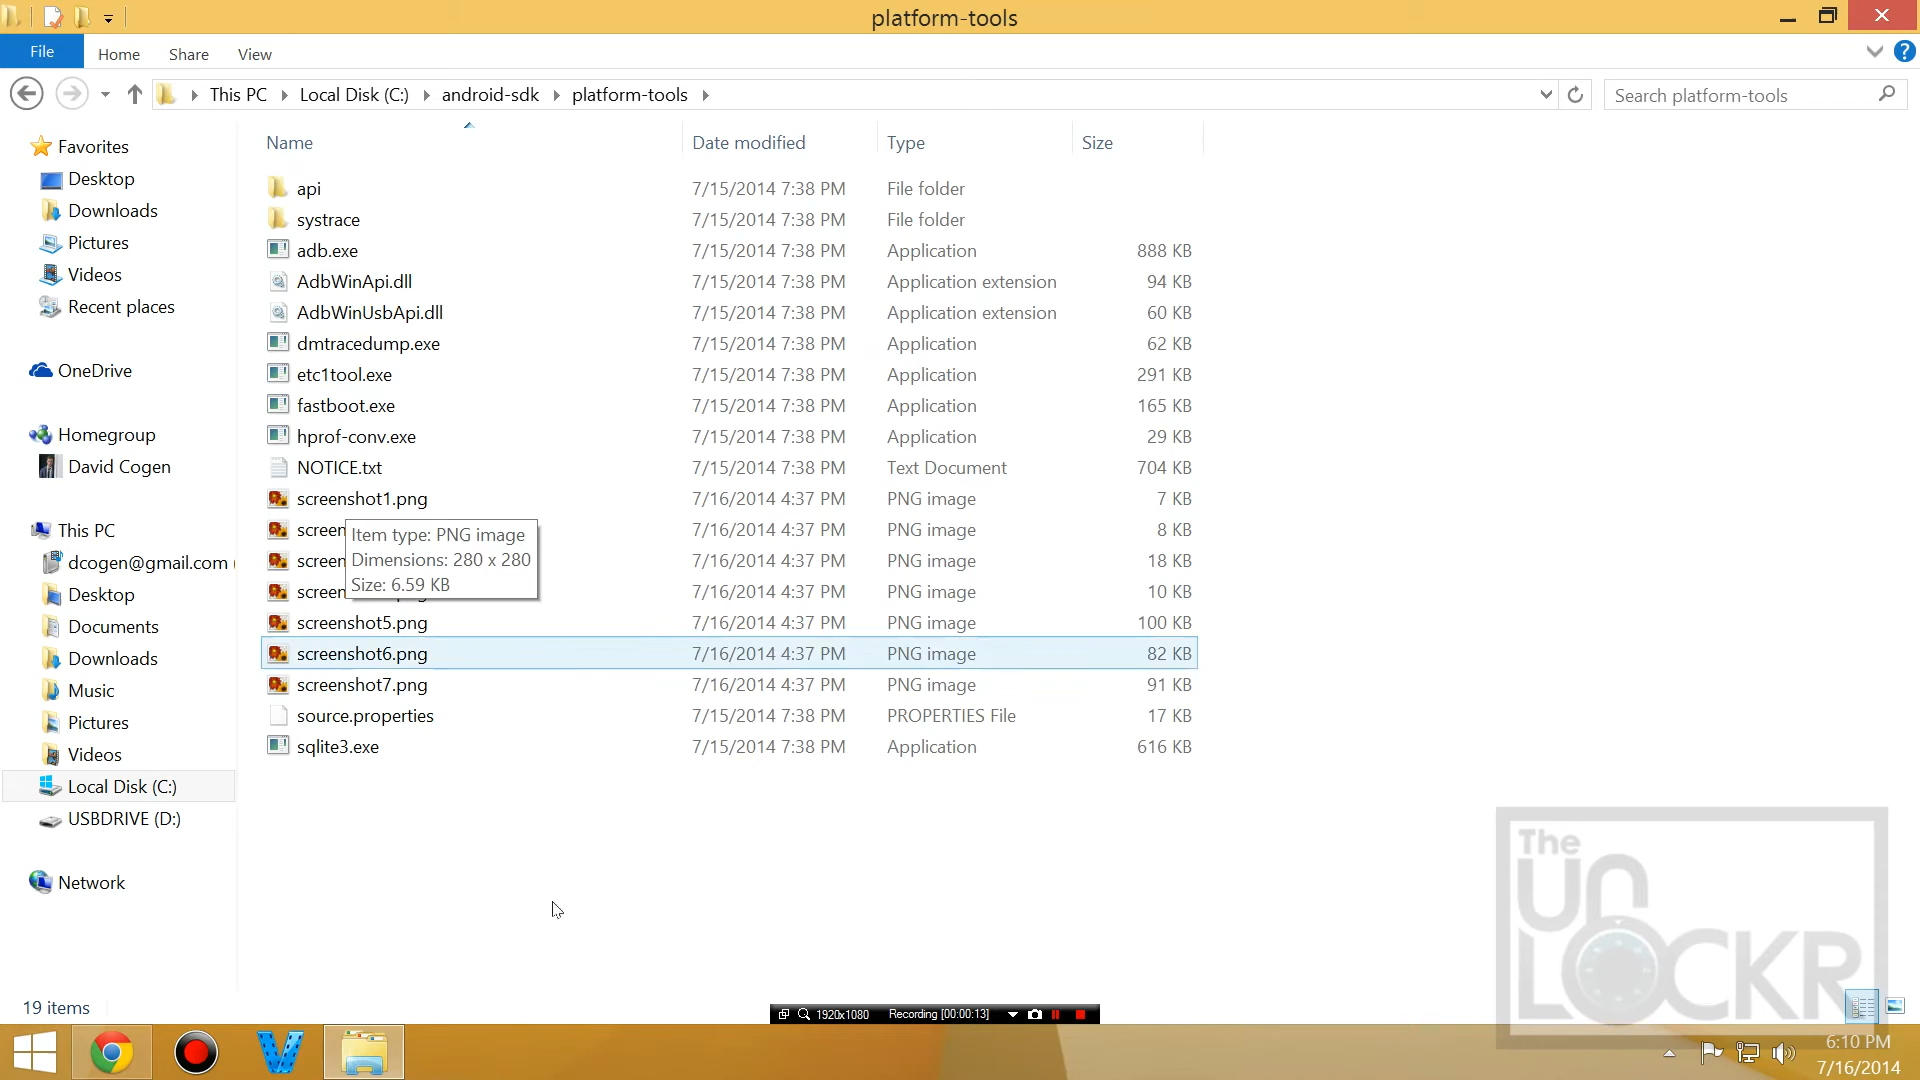 platform-tools
File
Home
Share
View
This PC
Local Disk (C:)
android-sdk
platform-tools
Search platform-tools
Favorites
Desktop
Downloads
Pictures
Videos
Recent places
OneDrive
Homegroup
David Cogen
This PC
dcogen@gmail.com (
Desktop
Documents
Downloads
Music
Pictures
Videos
Local Disk (C:)
USBDRIVE (D:)
Network
Name Date modified Type Size
api 7/15/2014 7:38 PM File folder
systrace 7/15/2014 7:38 PM File folder
adb.exe 7/15/2014 7:38 PM Application 888 KB
AdbWinApi.dll 7/15/2014 7:38 PM Application extension 94 KB
AdbWinUsbApi.dll 7/15/2014 7:38 PM Application extension 60 KB
dmtracedump.exe 7/15/2014 7:38 PM Application 62 KB
etc1tool.exe 7/15/2014 7:38 PM Application 291 KB
fastboot.exe 7/15/2014 7:38 PM Application 165 KB
hprof-conv.exe 7/15/2014 7:38 PM Application 29 KB
NOTICE.txt 7/15/2014 7:38 PM Text Document 704 KB
screenshot1.png 7/16/2014 4:37 PM PNG image 7 KB
screen 7/16/2014 4:37 PM PNG image 8 KB
screen 7/16/2014 4:37 PM PNG image 18 KB
screen 7/16/2014 4:37 PM PNG image 10 KB
Item type: PNG image
Dimensions: 280 x 280
Size: 6.59 KB
screenshot5.png 7/16/2014 4:37 PM PNG image 100 KB
screenshot6.png 7/16/2014 4:37 PM PNG image 82 KB
screenshot7.png 7/16/2014 4:37 PM PNG image 91 KB
source.properties 7/15/2014 7:38 PM PROPERTIES File 17 KB
sqlite3.exe 7/15/2014 7:38 PM Application 616 KB
The
UN
LOCKR
19 items
1920x1080 Recording [00:00:13]
6:10 PM
7/16/2014